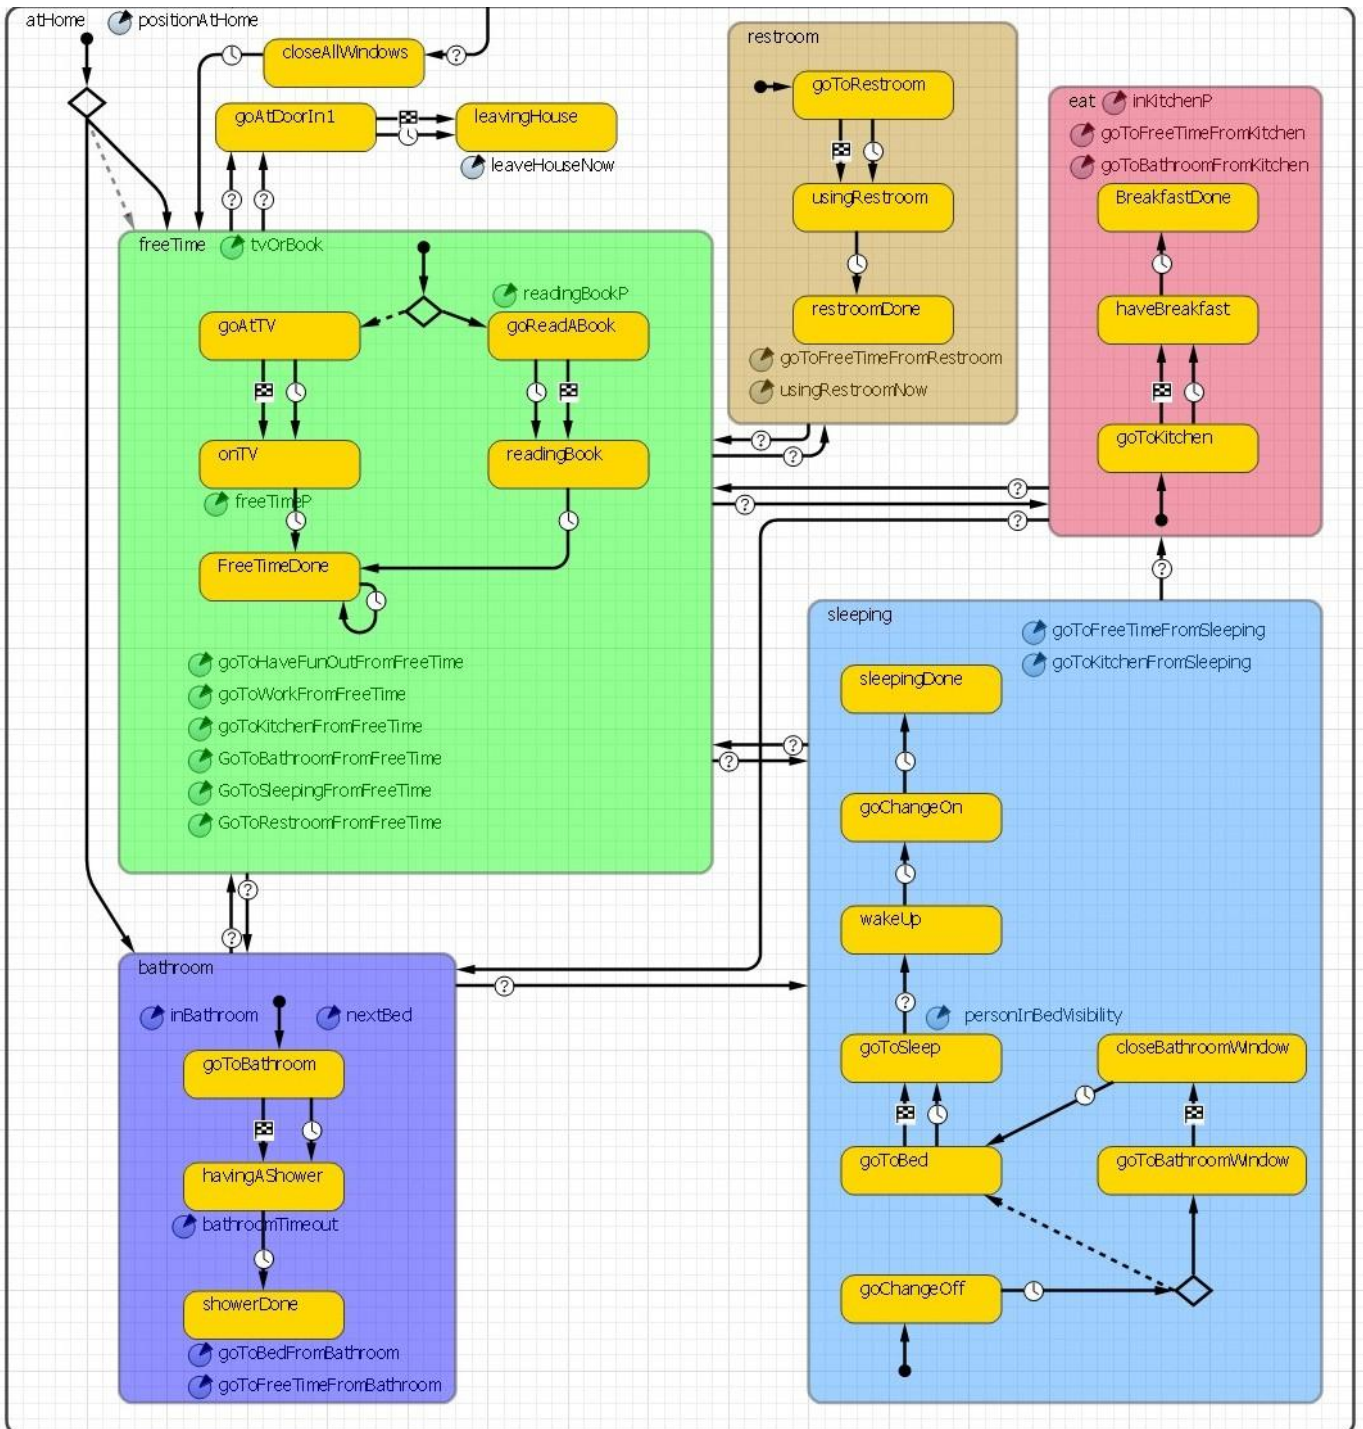 atHome
positionAtHome
closeAllWindows
?
goAtDoorIn1
leavingHouse
leaveHouseNow
?
?
freeTime
tvOrBook
readingBookP
goAtTV
goReadABook
onTV
readingBook
freeTimeP
FreeTimeDone
goToHaveFunOutFromFreeTime
goToWorkFromFreeTime
goToKitchenFromFreeTime
GoToBathroomFromFreeTime
GoToSleepingFromFreeTime
GoToRestroomFromFreeTime
restroom
goToRestroom
usingRestroom
restroomDone
goToFreeTimeFromRestroom
usingRestroomNow
?
?
eat
inKitchenP
goToFreeTimeFromKitchen
goToBathroomFromKitchen
BreakfastDone
haveBreakfast
goToKitchen
?
?
?
?
sleeping
goToFreeTimeFromSleeping
goToKitchenFromSleeping
sleepingDone
?
?
goChangeOn
wakeUp
?
personInBedVisibility
goToSleep
closeBathroomWindow
goToBed
goToBathroomWindow
goChangeOff
?
?
bathroom
?
inBathroom
nextBed
goToBathroom
havingAShower
bathroomTimeout
showerDone
goToBedFromBathroom
goToFreeTimeFromBathroom